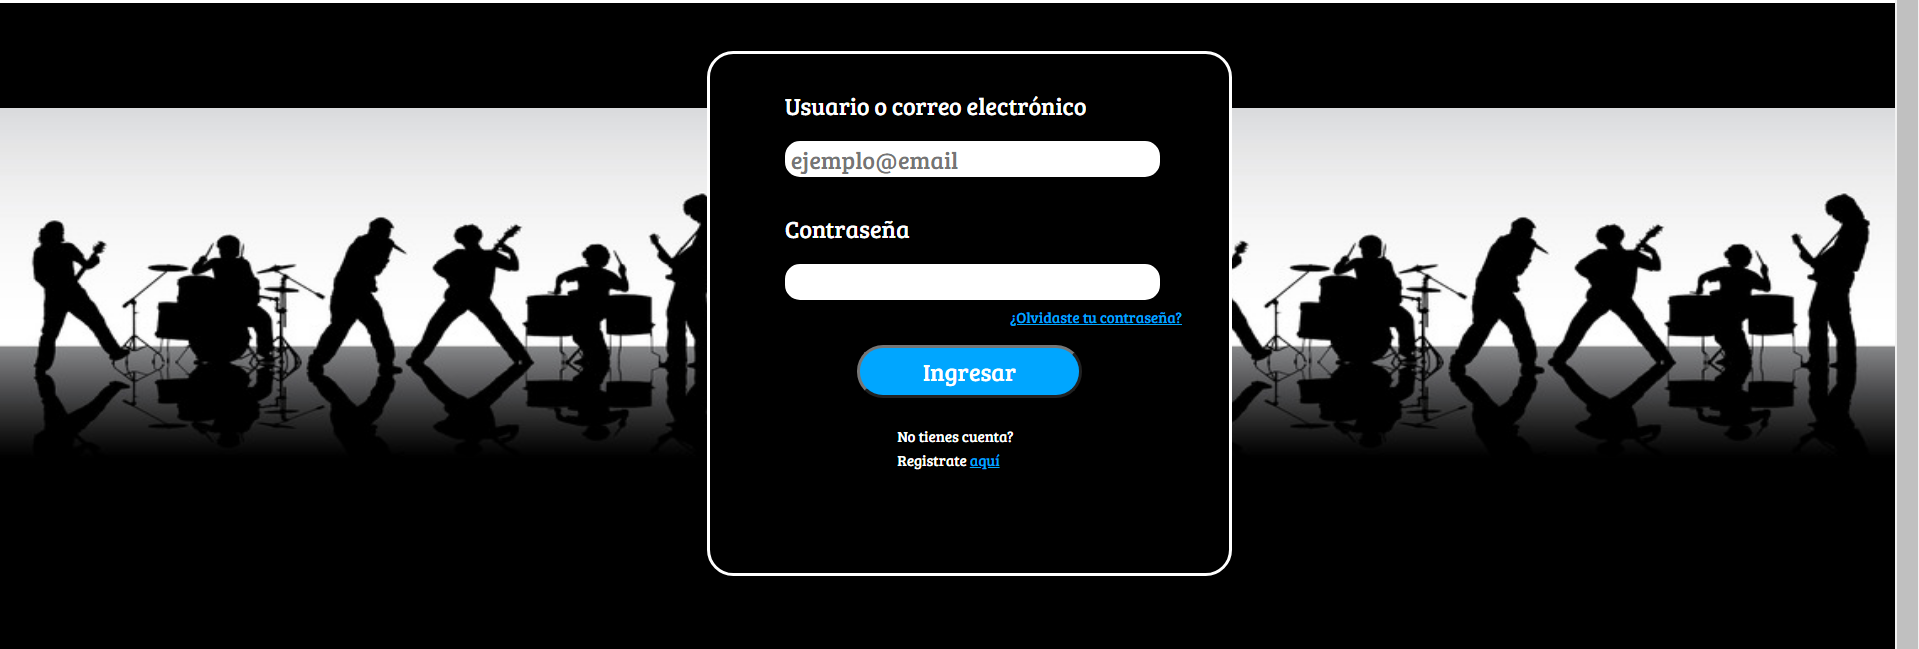 Usuario o correo electrónico
ejemplo@email
Contraseña
¿Olvidaste tu contraseña?
Ingresar
No tienes cuenta?
Registrate aquí